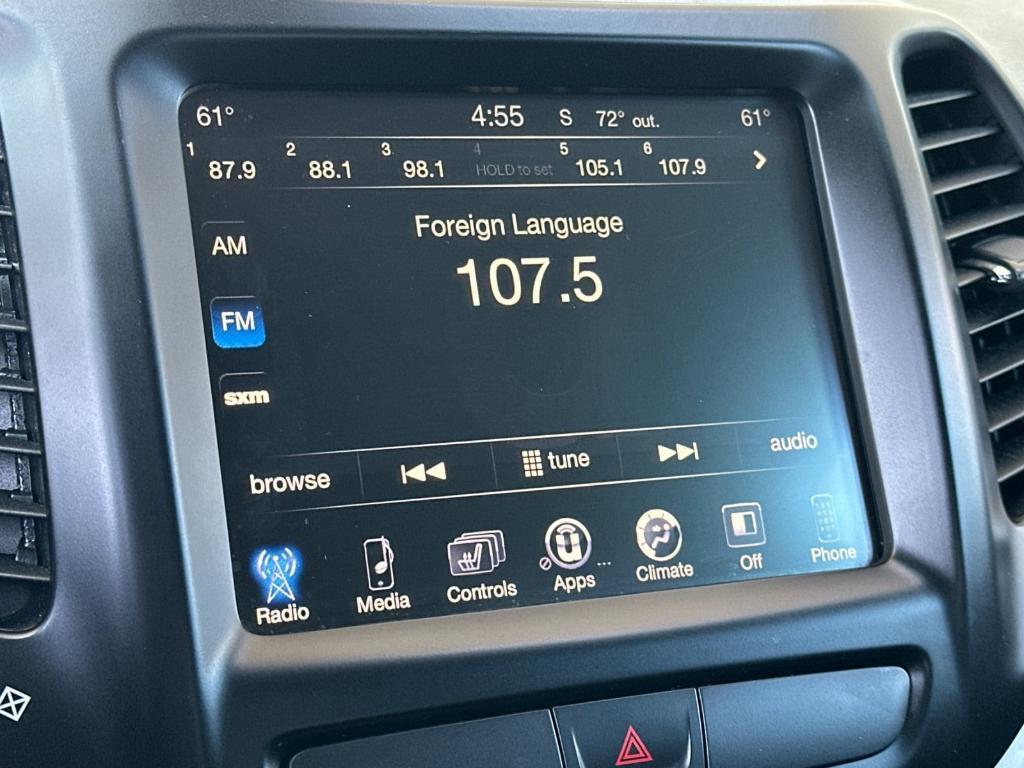 61° 4:55 S 72° out. 61°
1 87.9 2 88.1 3 98.1 4 HOLD to set 5 105.1 6 107.9
Foreign Language
107.5
AM
FM
sxm
browse tune audio
Radio Media Controls Apps ... Climate Off Phone